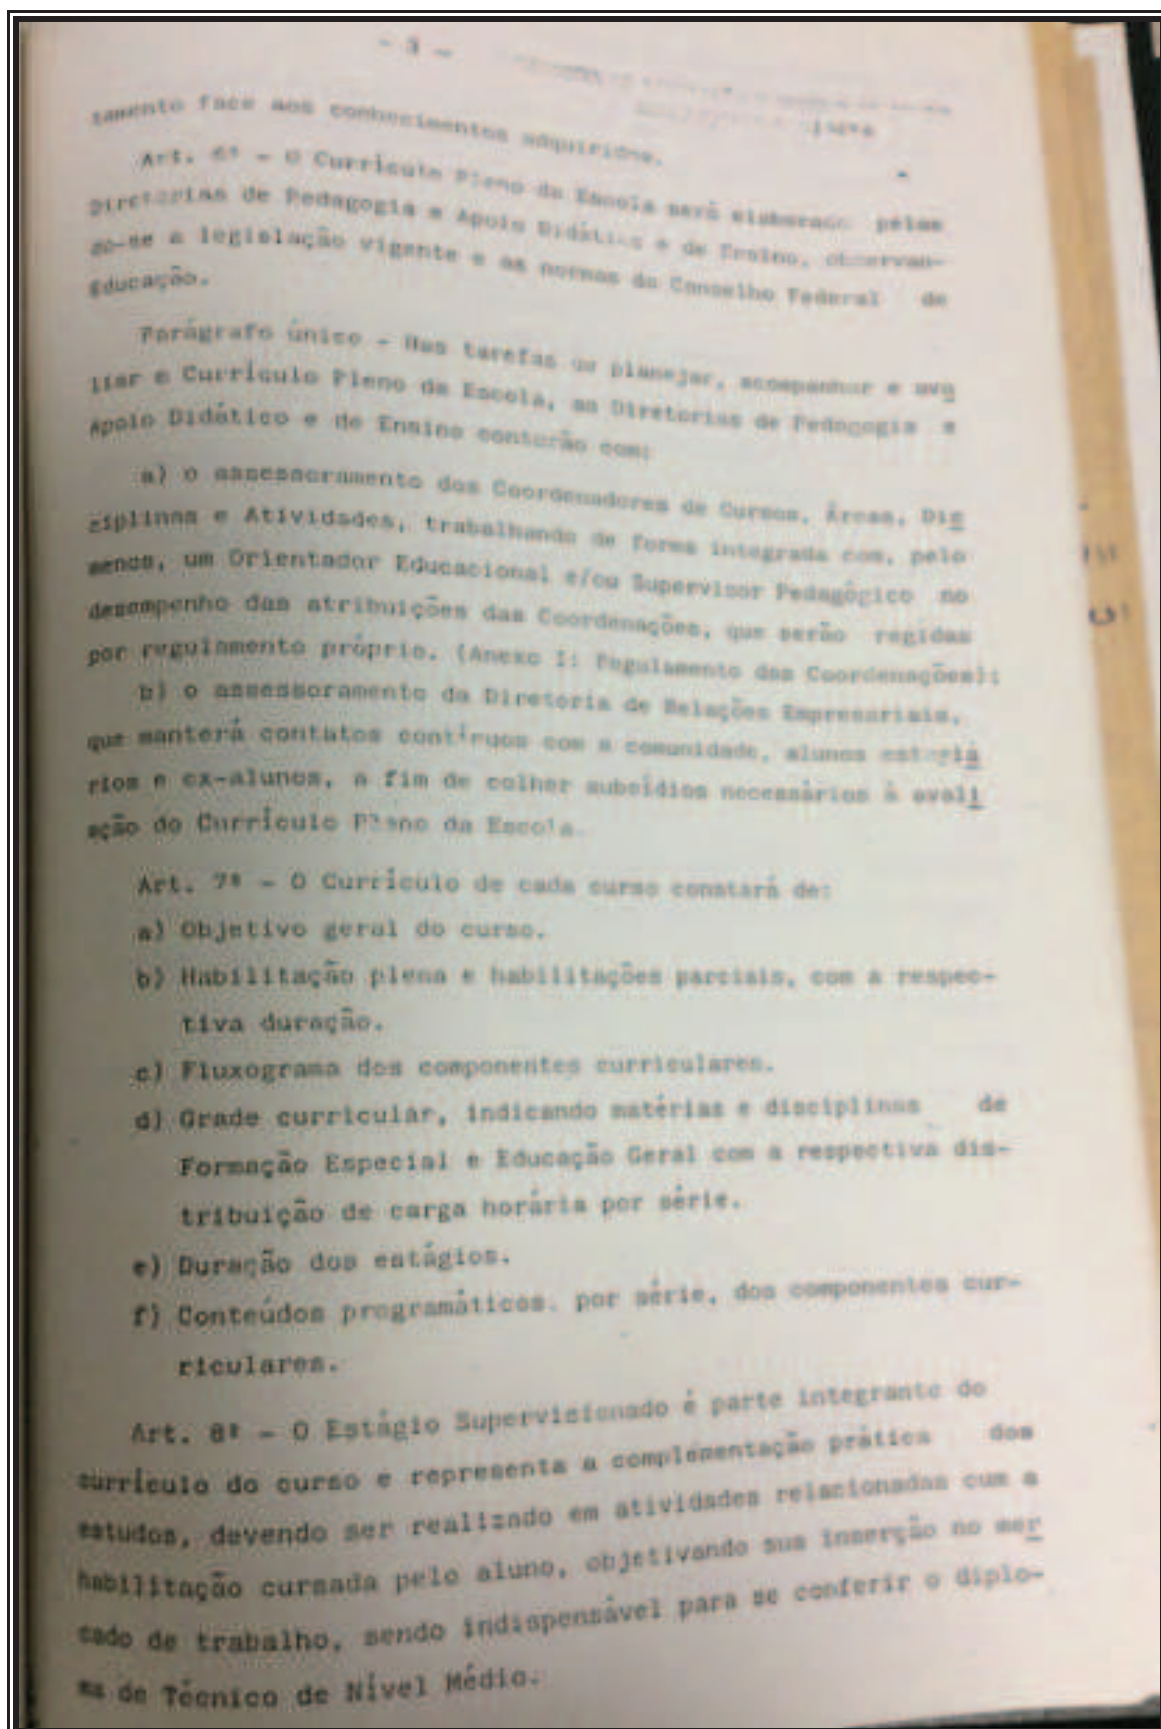 - 3 -
tamento face aos conhecimentos adquiridos.
Art. 6º - O Currículo Pleno da Escola será elaborado pelas
Diretorias de Pedagogia e Apoio Didático e de Ensino, observan-
do-se a legislação vigente e as normas do Conselho Federal de
Educação.
Parágrafo único - Nas tarefas de planejar, acompanhar e ava
liar o Currículo Pleno da Escola, as Diretorias de Pedagogia e
Apoio Didático e de Ensino contarão com:
a) o assessoramento dos Coordenadores de Cursos, Áreas, Dis
ciplinas e Atividades, trabalhando de forma integrada com, pelo
menos, um Orientador Educacional e/ou Supervisor Pedagógico no
desempenho das atribuições das Coordenações, que serão regidas
por regulamento próprio. (Anexo I: Regulamento das Coordenações);
b) o assessoramento da Diretoria de Relações Empresariais,
que manterá contatos contínuos com a comunidade, alunos estagiá
rios e ex-alunos, a fim de colher subsídios necessários à avali
ação do Currículo Pleno da Escola.
Art. 7º - O Currículo de cada curso constará de:
a) Objetivo geral do curso.
b) Habilitação plena e habilitações parciais, com a respec-
tiva duração.
c) Fluxograma dos componentes curriculares.
d) Grade curricular, indicando matérias e disciplinas de
Formação Especial e Educação Geral com a respectiva dis-
tribuição de carga horária por série.
e) Duração dos estágios.
f) Conteúdos programáticos, por série, dos componentes cur-
riculares.
Art. 8º - O Estágio Supervisionado é parte integrante do
currículo do curso e representa a complementação prática dos
estudos, devendo ser realizado em atividades relacionadas com a
habilitação cursada pelo aluno, objetivando sua inserção no mer
cado de trabalho, sendo indispensável para se conferir o diplo-
ma de Técnico de Nível Médio.